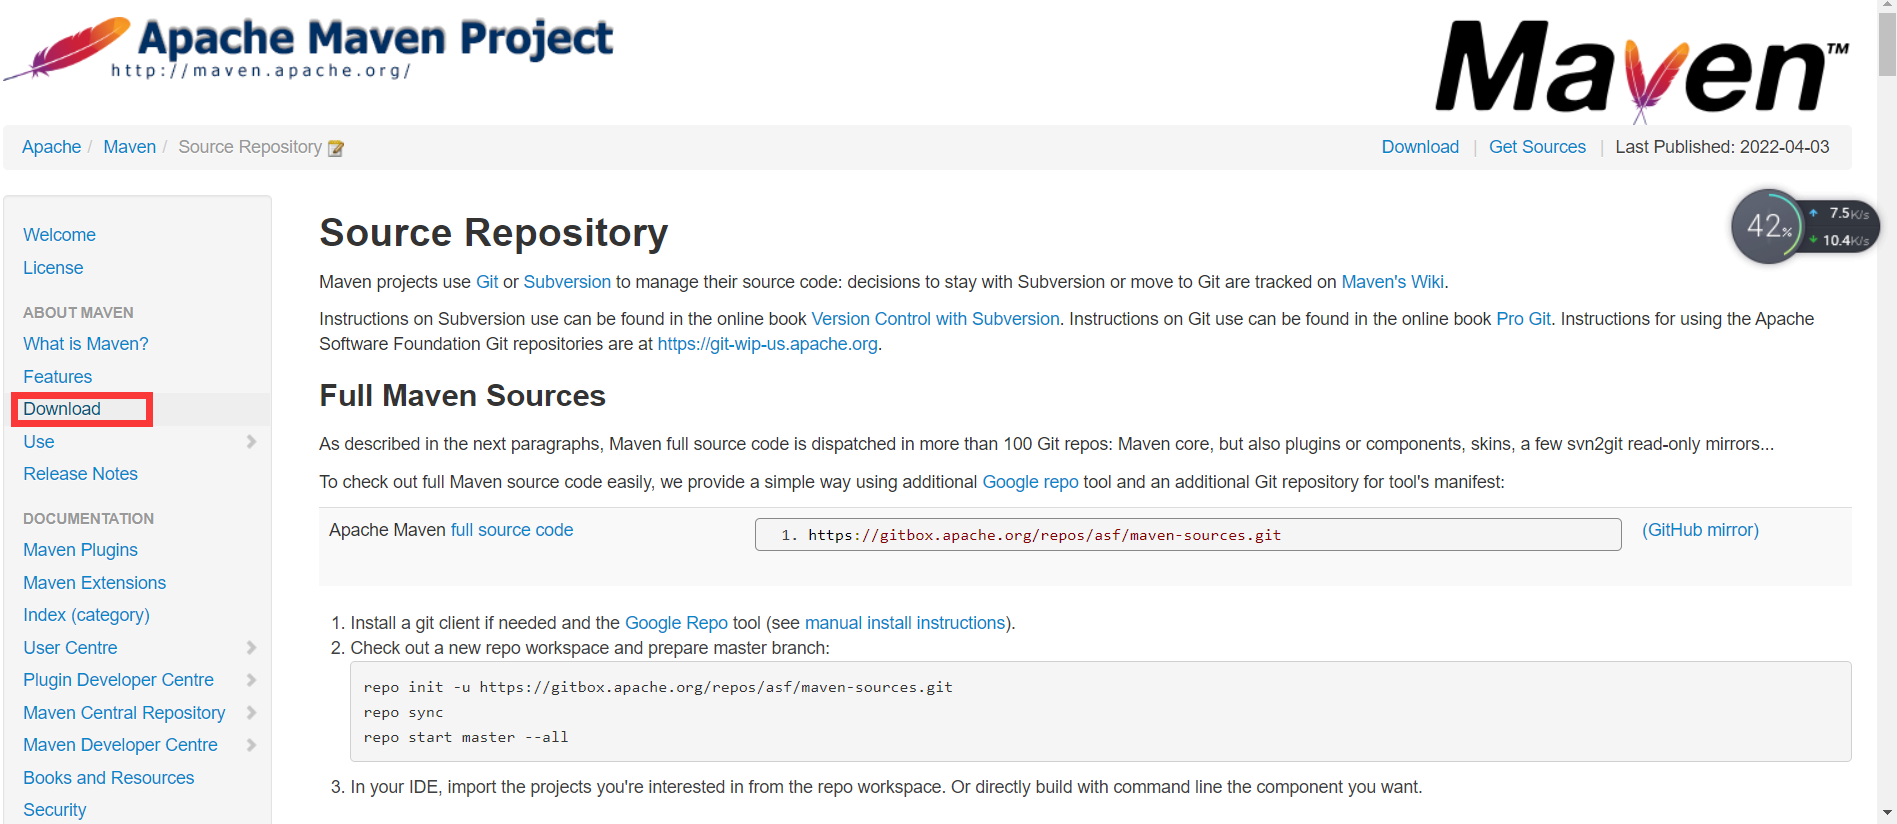 Apache Maven Project
http://maven.apache.org/
Maven™
Apache / Maven / Source Repository
Download | Get Sources | Last Published: 2022-04-03
Welcome
License
ABOUT MAVEN
What is Maven?
Features
Download
Use
Release Notes
DOCUMENTATION
Maven Plugins
Maven Extensions
Index (category)
User Centre
Plugin Developer Centre
Maven Central Repository
Maven Developer Centre
Books and Resources
Security
42%
7.5K/s
10.4K/s
Source Repository
Maven projects use Git or Subversion to manage their source code: decisions to stay with Subversion or move to Git are tracked on Maven's Wiki.
Instructions on Subversion use can be found in the online book Version Control with Subversion. Instructions on Git use can be found in the online book Pro Git. Instructions for using the Apache
Software Foundation Git repositories are at https://git-wip-us.apache.org.
Full Maven Sources
As described in the next paragraphs, Maven full source code is dispatched in more than 100 Git repos: Maven core, but also plugins or components, skins, a few svn2git read-only mirrors...
To check out full Maven source code easily, we provide a simple way using additional Google repo tool and an additional Git repository for tool's manifest:
Apache Maven full source code
1. https://gitbox.apache.org/repos/asf/maven-sources.git
(GitHub mirror)
1. Install a git client if needed and the Google Repo tool (see manual install instructions).
2. Check out a new repo workspace and prepare master branch:
repo init -u https://gitbox.apache.org/repos/asf/maven-sources.git
repo sync
repo start master --all
3. In your IDE, import the projects you're interested in from the repo workspace. Or directly build with command line the component you want.